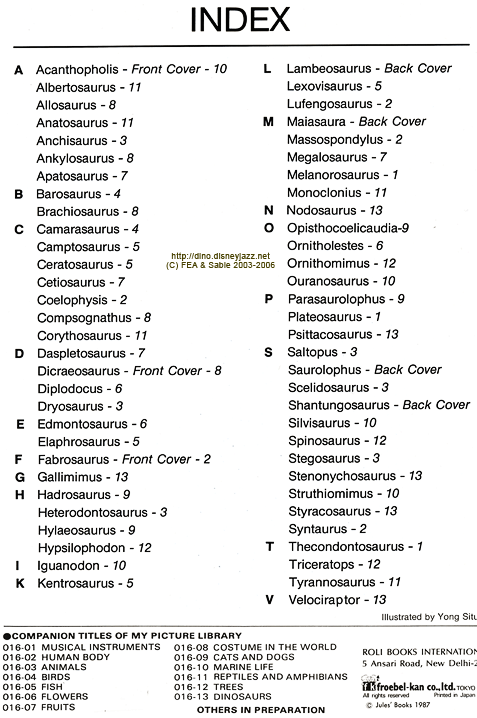 INDEX
A Acanthopholis - Front Cover - 10
Albertosaurus - 11
Allosaurus - 8
Anatosaurus - 11
Anchisaurus - 3
Ankylosaurus - 8
Apatosaurus - 7
B Barosaurus - 4
Brachiosaurus - 8
C Camarasaurus - 4
Camptosaurus - 5
Ceratosaurus - 5
Cetiosaurus - 7
Coelophysis - 2
Compsognathus - 8
Corythosaurus - 11
D Daspletosaurus - 7
Dicraeosaurus - Front Cover - 8
Diplodocus - 6
Dryosaurus - 3
E Edmontosaurus - 6
Elaphrosaurus - 5
F Fabrosaurus - Front Cover - 2
G Gallimimus - 13
H Hadrosaurus - 9
Heterodontosaurus - 3
Hylaeosaurus - 9
Hypsilophodon - 12
I Iguanodon - 10
K Kentrosaurus - 5
L Lambeosaurus - Back Cover
Lexovisaurus - 5
Lufengosaurus - 2
M Maiasaura - Back Cover
Massospondylus - 2
Megalosaurus - 7
Melanorosaurus - 1
Monoclonius - 11
N Nodosaurus - 13
O Opisthocoelicaudia-9
Ornitholestes - 6
Ornithomimus - 12
Ouranosaurus - 10
P Parasaurolophus - 9
Plateosaurus - 1
Psittacosaurus - 13
S Saltopus - 3
Saurolophus - Back Cover
Scelidosaurus - 3
Shantungosaurus - Back Cover
Silvisaurus - 10
Spinosaurus - 12
Stegosaurus - 3
Stenonychosaurus - 13
Struthiomimus - 10
Styracosaurus - 13
Syntaurus - 2
T Thecondontosaurus - 1
Triceratops - 12
Tyrannosaurus - 11
V Velociraptor - 13
http://dino.disneyjazz.net
(C) FEA & Sable 2003-2006
Illustrated by Yong Situ
●COMPANION TITLES OF MY PICTURE LIBRARY
016-01 MUSICAL INSTRUMENTS
016-02 HUMAN BODY
016-03 ANIMALS
016-04 BIRDS
016-05 FISH
016-06 FLOWERS
016-07 FRUITS
016-08 COSTUME IN THE WORLD
016-09 CATS AND DOGS
016-10 MARINE LIFE
016-11 REPTILES AND AMPHIBIANS
016-12 TREES
016-13 DINOSAURS
OTHERS IN PREPARATION
ROLI BOOKS INTERNATION
5 Ansari Road, New Delhi-2
froebel-kan co., ltd. TOKYO
All rights reserved Printed in Japan
© Jules' Books 1987